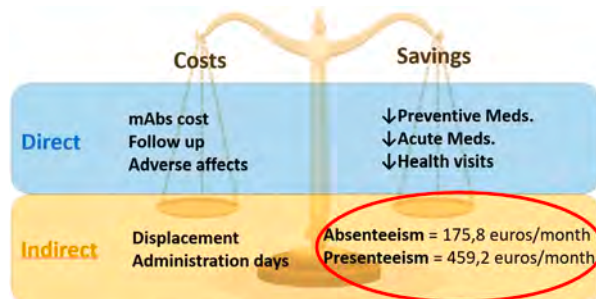 Costs
Savings
Direct
mAbs cost
Follow up
Adverse affects
↓Preventive Meds.
↓Acute Meds.
↓Health visits
Indirect
Displacement
Administration days
Absenteeism = 175,8 euros/month
Presenteeism = 459,2 euros/month